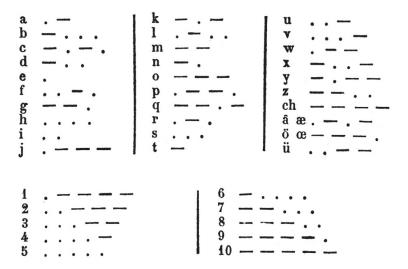 a . —
b — . . .
c — . — .
d — . .
e .
f . . — .
g — — .
h . . . .
i . .
j . — — —
k — . —
l . — . .
m — —
n — .
o — — —
p . — — .
q — — . —
r . — .
s . . .
t —
u . . —
v . . . —
w . — —
x — . . —
y — . — —
z — — . .
ch — — — —
â æ . — . —
ö œ — — — .
ü . . — —
1 . — — — —
2 . . — — —
3 . . . — —
4 . . . . —
5 . . . . .
6 — . . . .
7 — — . . .
8 — — — . .
9 — — — — .
10 — — — — —